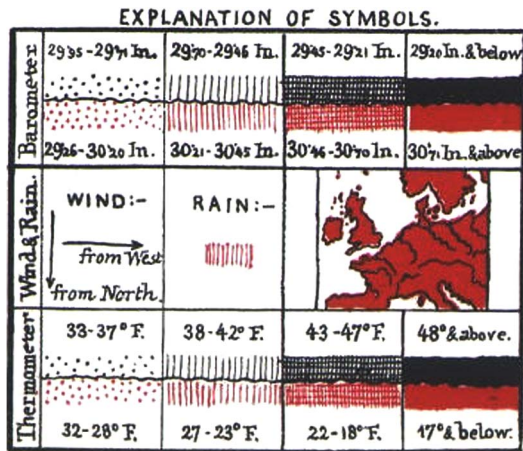 EXPLANATION OF SYMBOLS.
Barometer
29·95 - 29·71 In. 29·70 - 29·46 In. 29·45 - 29·21 In. 29·20 In. & below
29·96 - 30·20 In. 30·21 - 30·45 In. 30·46 - 30·70 In. 30·71 In. & above
Wind & Rain.
WIND:- RAIN:-
from West
from North.
Thermometer
33-37° F. 38-42° F. 43-47° F. 48° & above.
32-28° F. 27-23° F. 22-18° F. 17° & below.